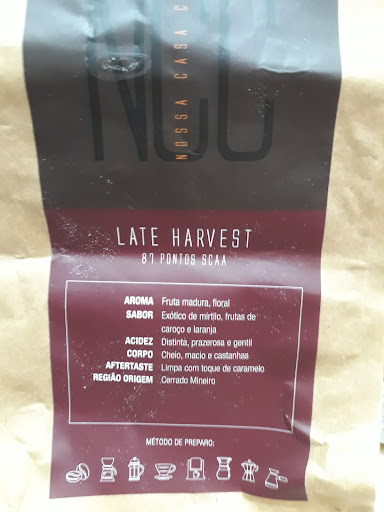 NCC
NOSSA CASA C
LATE HARVEST
87 PONTOS SCAA
AROMA Fruta madura, floral
SABOR Exótico de mirtilo, frutas de
caroço e laranja
ACIDEZ Distinta, prazerosa e gentil
CORPO Cheio, macio e castanhas
AFTERTASTE Limpa com toque de caramelo
REGIÃO ORIGEM Cerrado Mineiro
MÉTODO DE PREPARO: